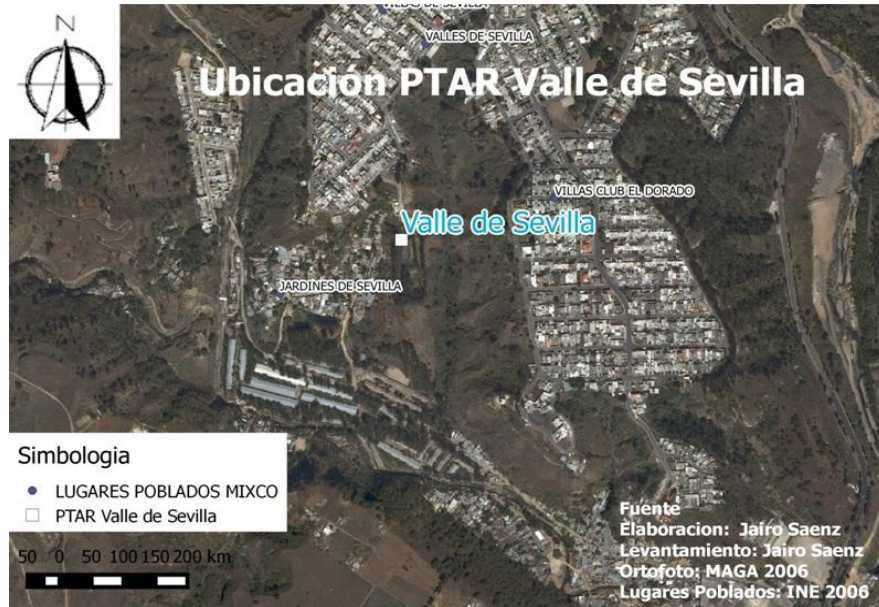 N
VALLES DE SEVILLA
Ubicación PTAR Valle de Sevilla
VILLAS CLUB EL DORADO
Valle de Sevilla
JARDINES DE SEVILLA
Simbologia
LUGARES POBLADOS MIXCO
PTAR Valle de Sevilla
50 0 50 100 150 200 km
Fuente
Elaboracion: Jairo Saenz
Levantamiento: Jairo Saenz
Ortofoto: MAGA 2006
Lugares Poblados: INE 2006